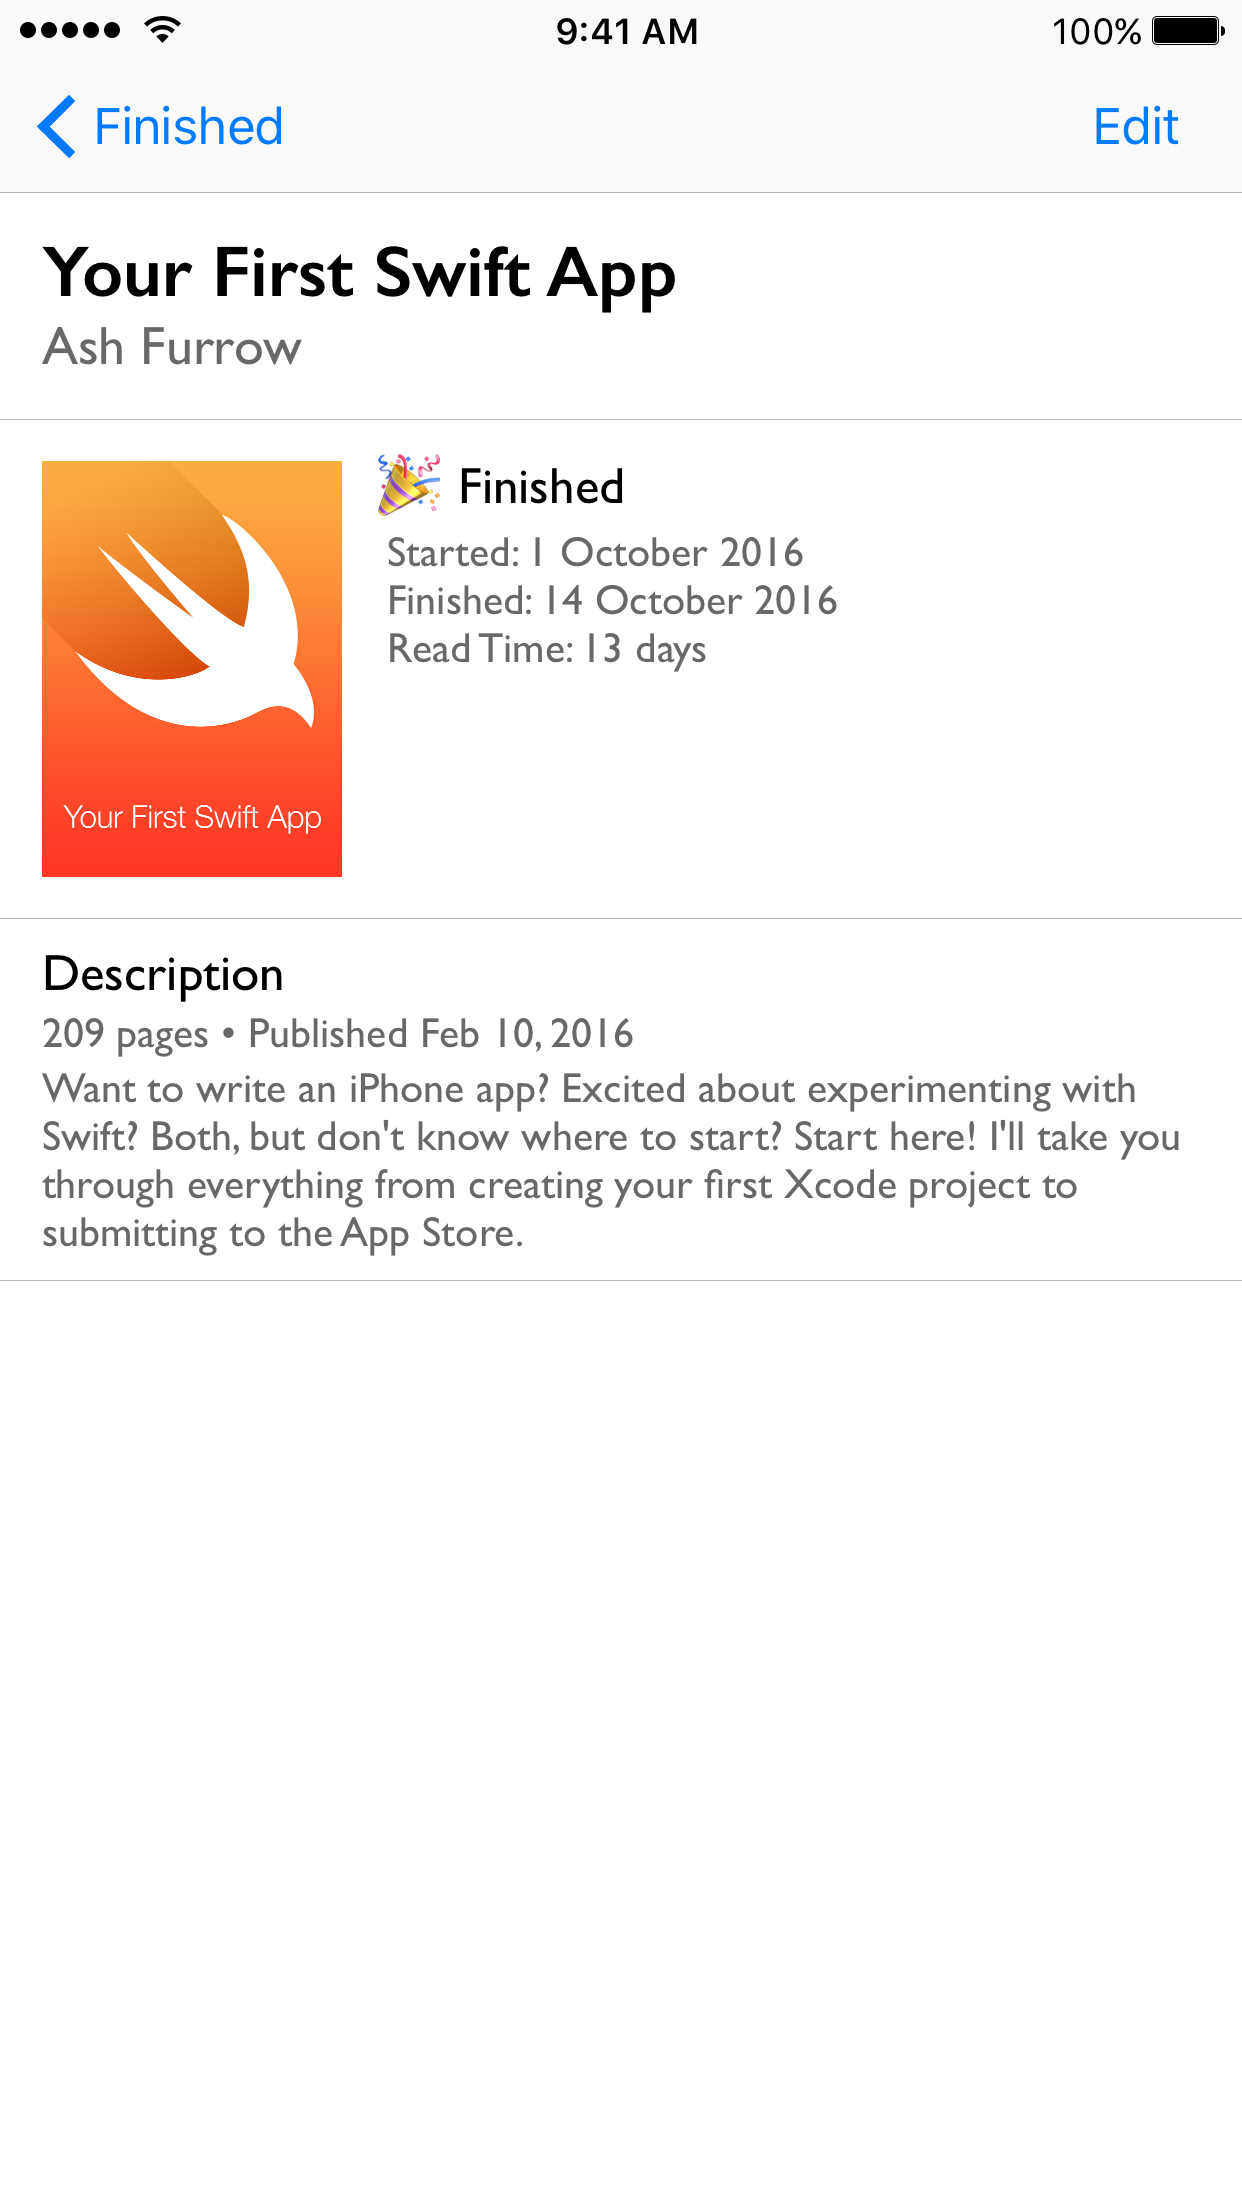 9:41 AM
100%
Finished
Edit
Your First Swift App
Ash Furrow
🎉 Finished
Started: 1 October 2016
Finished: 14 October 2016
Read Time: 13 days
Your First Swift App
Description
209 pages • Published Feb 10, 2016
Want to write an iPhone app? Excited about experimenting with
Swift? Both, but don't know where to start? Start here! I'll take you
through everything from creating your first Xcode project to
submitting to the App Store.